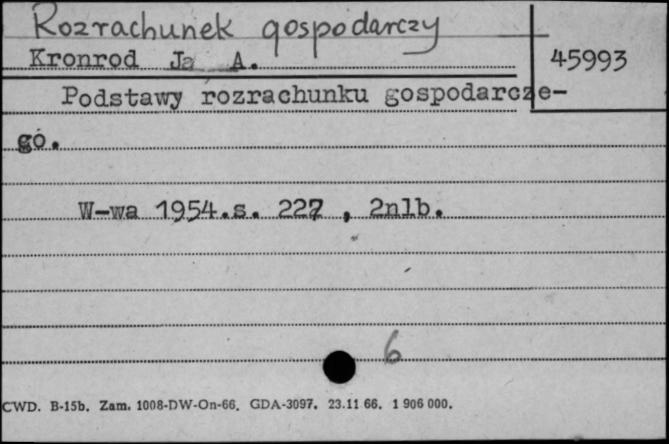 Rozrachunek gospodarczy
Kronrod Ja A.
45993
Podstawy rozrachunku gospodarcze-
go.
W-wa 1954.s. 227 , 2nlb.
6
CWD. B-15b. Zam. 1008-DW-On-66. GDA-3097. 23.11 66. 1 906 000.